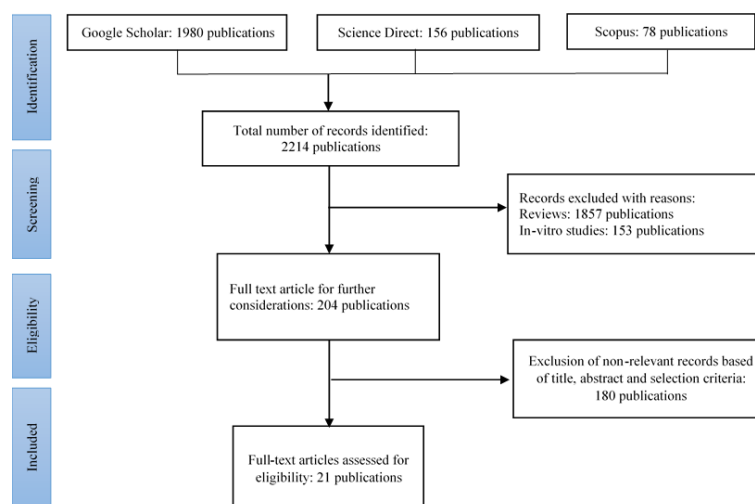 Identification
Google Scholar: 1980 publications
Science Direct: 156 publications
Scopus: 78 publications
Total number of records identified:
2214 publications
Screening
Records excluded with reasons:
Reviews: 1857 publications
In-vitro studies: 153 publications
Eligibility
Full text article for further
considerations: 204 publications
Exclusion of non-relevant records based
of title, abstract and selection criteria:
180 publications
Included
Full-text articles assessed for
eligibility: 21 publications